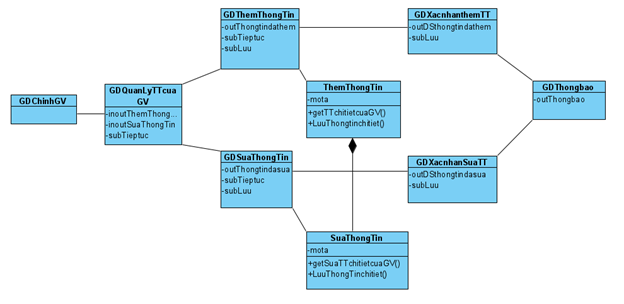 GDChinhGV
GDQuanLyTTcua
GV
-inoutThemThong...
-inoutSuaThongTin
-subTieptuc
GDThemThongTin
-outThongtindathem
-subTieptuc
-subLuu
GDXacnhanthemTT
-outDSthongtindathem
-subLuu
ThemThongTin
-mota
+getTTchitietcuaGV()
+LuuThongtinchitiet()
GDThongbao
-outThongbao
GDSuaThongTin
-outThongtindasua
-subTieptuc
-subLuu
GDXacnhanSuaTT
-outDSthongtindasua
-subLuu
SuaThongTin
-mota
+getSuaTTchitietcuaGV()
+LuuThongTinchitiet()